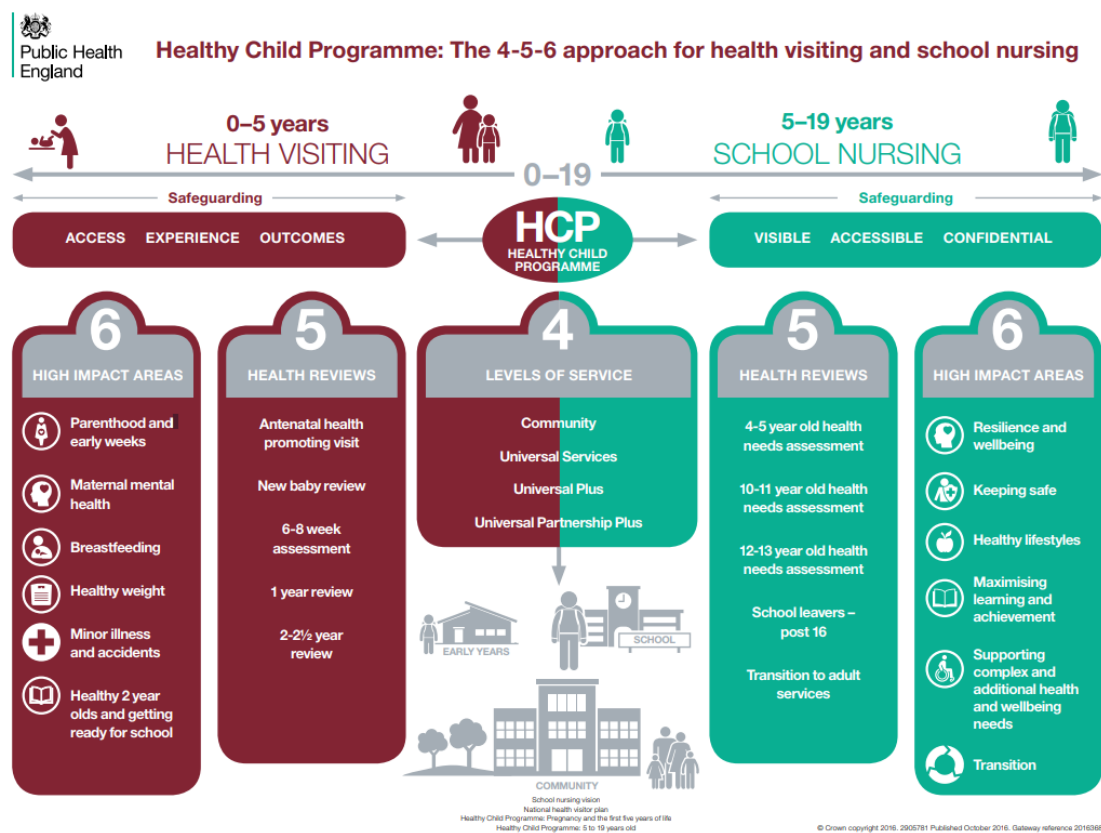 Public Health
England
Healthy Child Programme: The 4-5-6 approach for health visiting and school nursing
0–5 years
HEALTH VISITING
5–19 years
SCHOOL NURSING
0–19
Safeguarding
Safeguarding
ACCESS EXPERIENCE OUTCOMES
HCP
HEALTHY CHILD
PROGRAMME
VISIBLE ACCESSIBLE CONFIDENTIAL
6
HIGH IMPACT AREAS
Parenthood and
early weeks
Maternal mental
health
Breastfeeding
Healthy weight
Minor illness
and accidents
Healthy 2 year
olds and getting
ready for school
5
HEALTH REVIEWS
Antenatal health
promoting visit
New baby review
6-8 week
assessment
1 year review
2-2½ year
review
4
LEVELS OF SERVICE
Community
Universal Services
Universal Plus
Universal Partnership Plus
EARLY YEARS
SCHOOL
COMMUNITY
School nursing vision
National health visitor plan
Healthy Child Programme: Pregnancy and the first five years of life
Healthy Child Programme: 5 to 19 years old
5
HEALTH REVIEWS
4-5 year old health
needs assessment
10-11 year old health
needs assessment
12-13 year old health
needs assessment
School leavers –
post 16
Transition to adult
services
6
HIGH IMPACT AREAS
Resilience and
wellbeing
Keeping safe
Healthy lifestyles
Maximising
learning and
achievement
Supporting
complex and
additional health
and wellbeing
needs
Transition
© Crown copyright 2016. 2905781 Published October 2016. Gateway reference 2016368